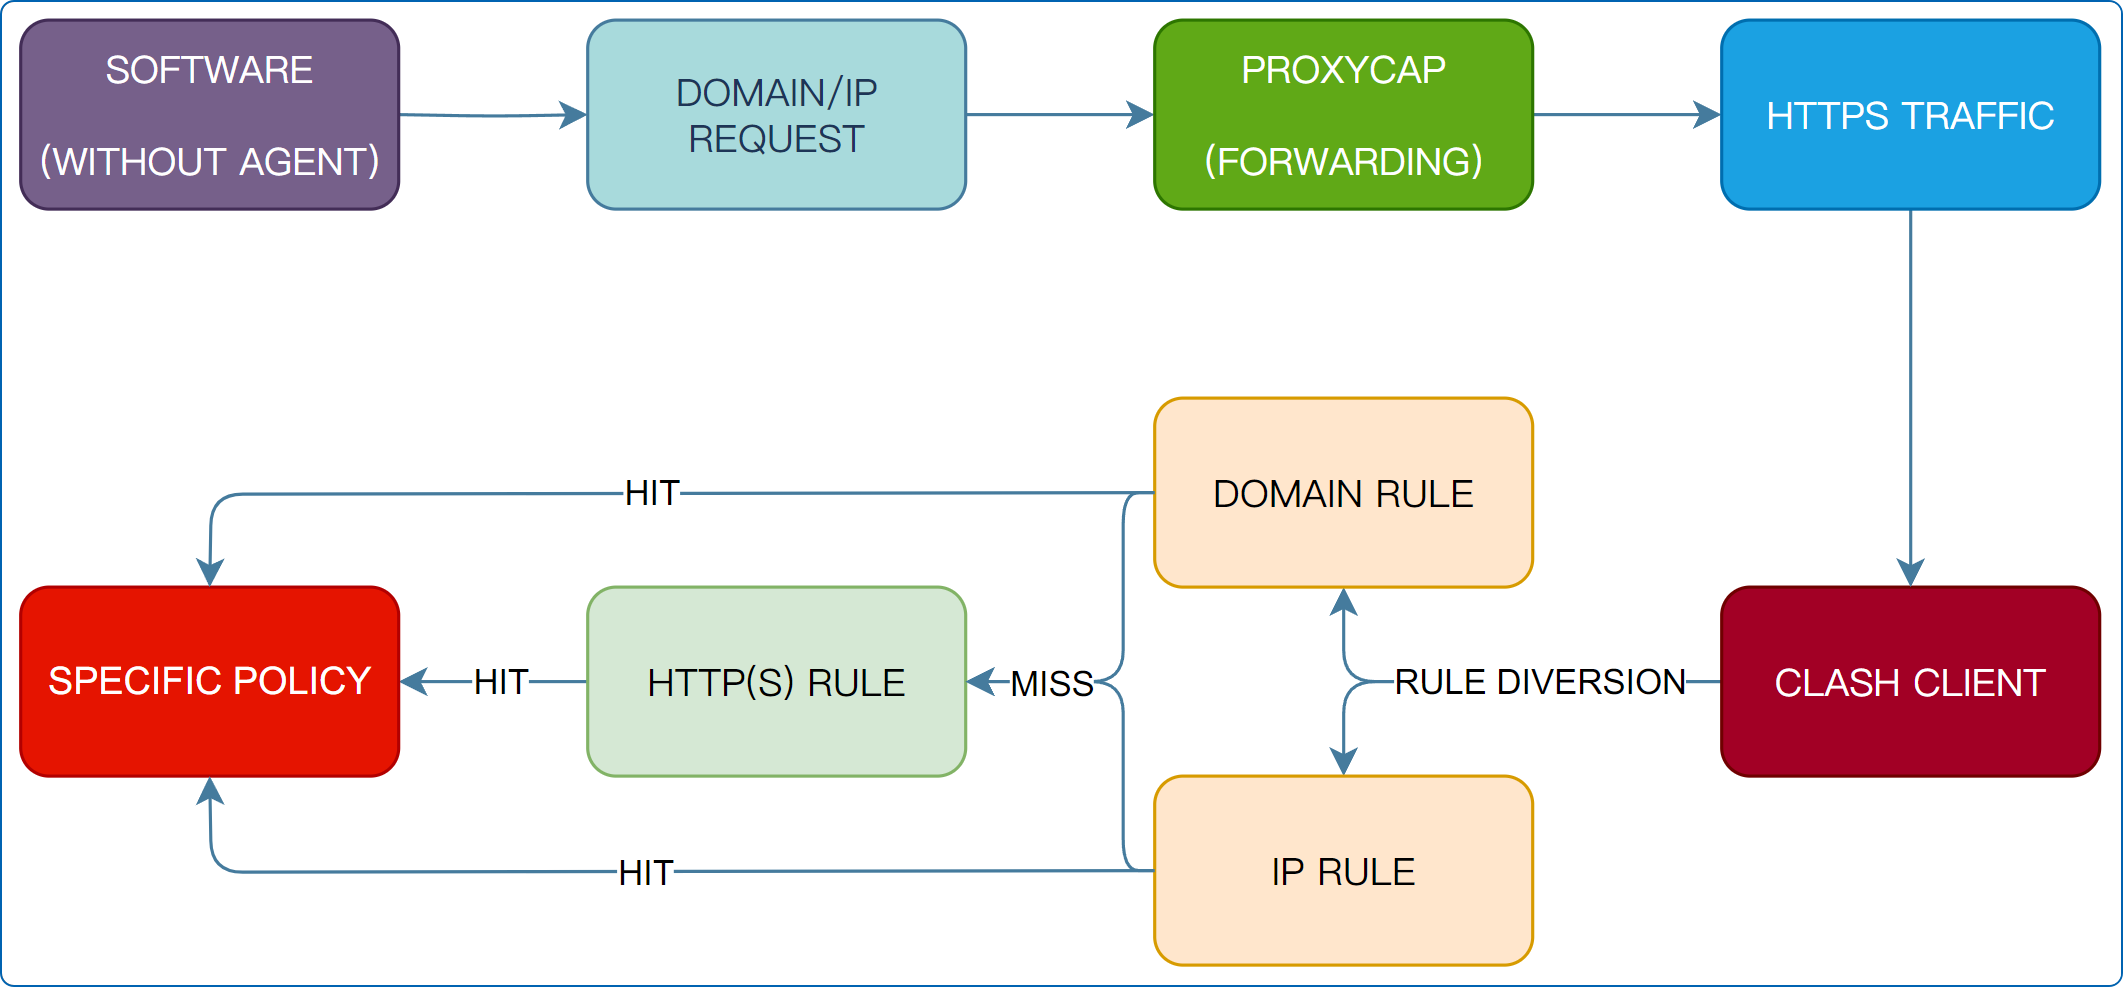 SOFTWARE
(WITHOUT AGENT)
DOMAIN/IP
REQUEST
PROXYCAP
(FORWARDING)
HTTPS TRAFFIC
HIT
DOMAIN RULE
SPECIFIC POLICY
HIT
HTTP(S) RULE
MISS
RULE DIVERSION
CLASH CLIENT
HIT
IP RULE